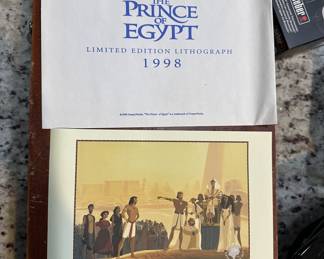 THE
PRINCE
OF
EGYPT
LIMITED EDITION LITHOGRAPH
1998